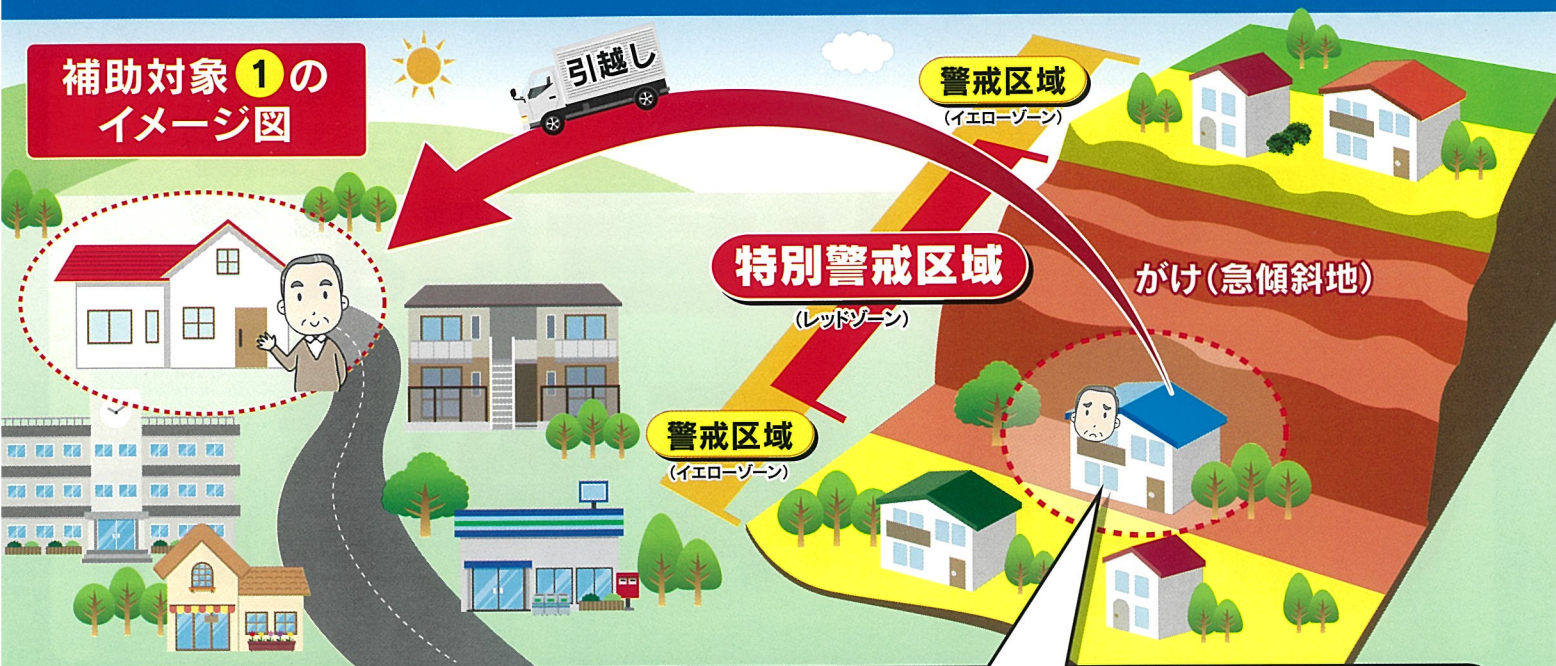 補助対象1の
イメージ図
引越し
警戒区域
(イエローゾーン)
特別警戒区域
(レッドゾーン)
がけ(急傾斜地)
警戒区域
(イエローゾーン)